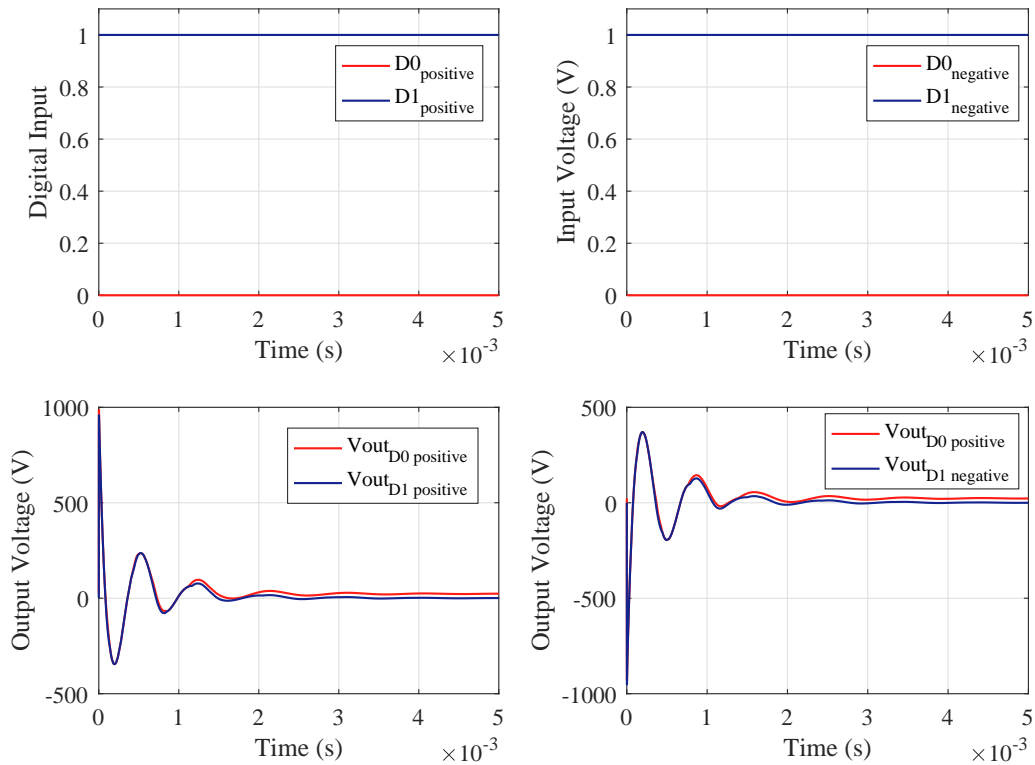 Digital Input
1
0.8
0.6
0.4
0.2
0
D0positive
D1positive
0 1 2 3 4 5
Time (s)
×10-3
Input Voltage (V)
1
0.8
0.6
0.4
0.2
0
D0negative
D1negative
0 1 2 3 4 5
Time (s)
×10-3
Output Voltage (V)
1000
500
0
-500
VoutD0 positive
VoutD1 positive
0 1 2 3 4 5
Time (s)
×10-3
Output Voltage (V)
500
0
-500
-1000
VoutD0 positive
VoutD1 negative
0 1 2 3 4 5
Time (s)
×10-3